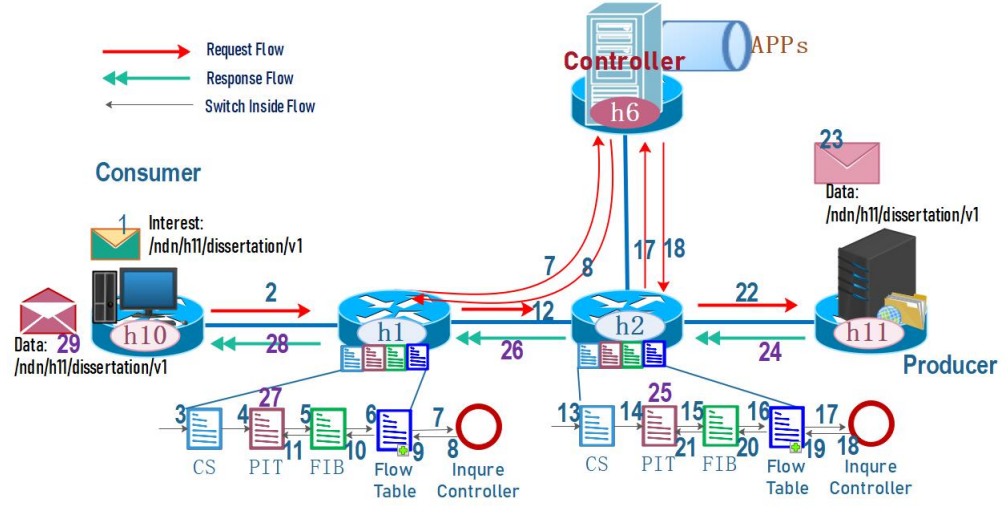 Request Flow
Response Flow
Switch Inside Flow
APPs
Controller
h6
Consumer
1
Interest:
/ndn/h11/dissertation/v1
23
Data:
/ndn/h11/dissertation/v1
2
7
8
12
17
18
22
h10
h1
h2
h11
Data: 29
/ndn/h11/dissertation/v1
28
26
24
Producer
3
4
27
5
6
7
8
9
10
11
CS
PIT
FIB
Flow
Table
Inqure
Controller
13
14
25
15
16
17
18
19
20
21
CS
PIT
FIB
Flow
Table
Inqure
Controller